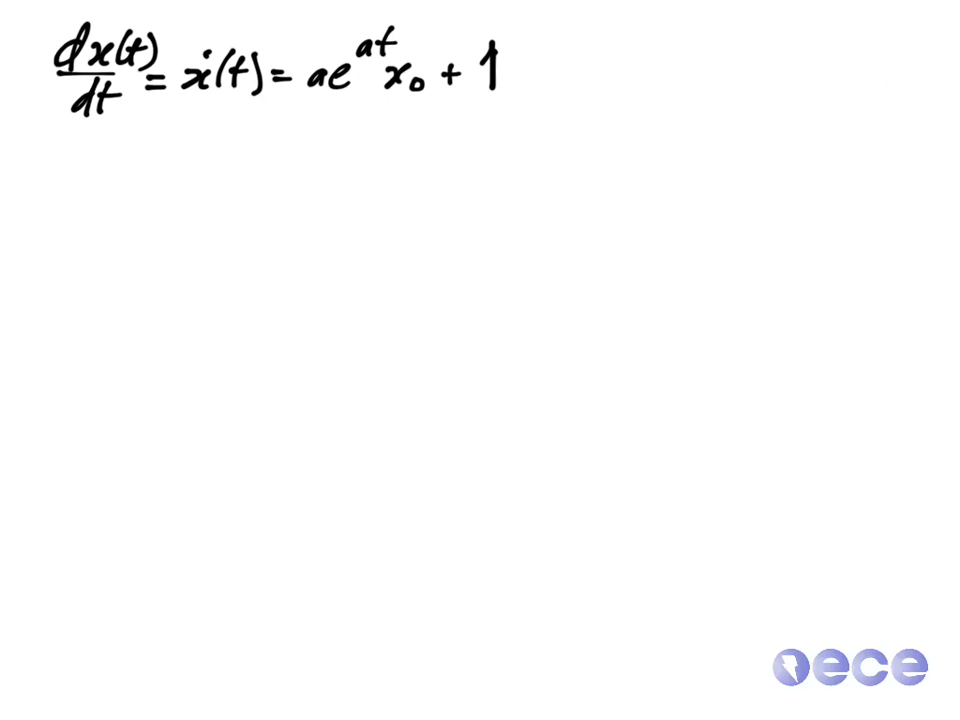 dx(t)/dt = ẋ(t) = ae^{at}x₀ + 1
ece